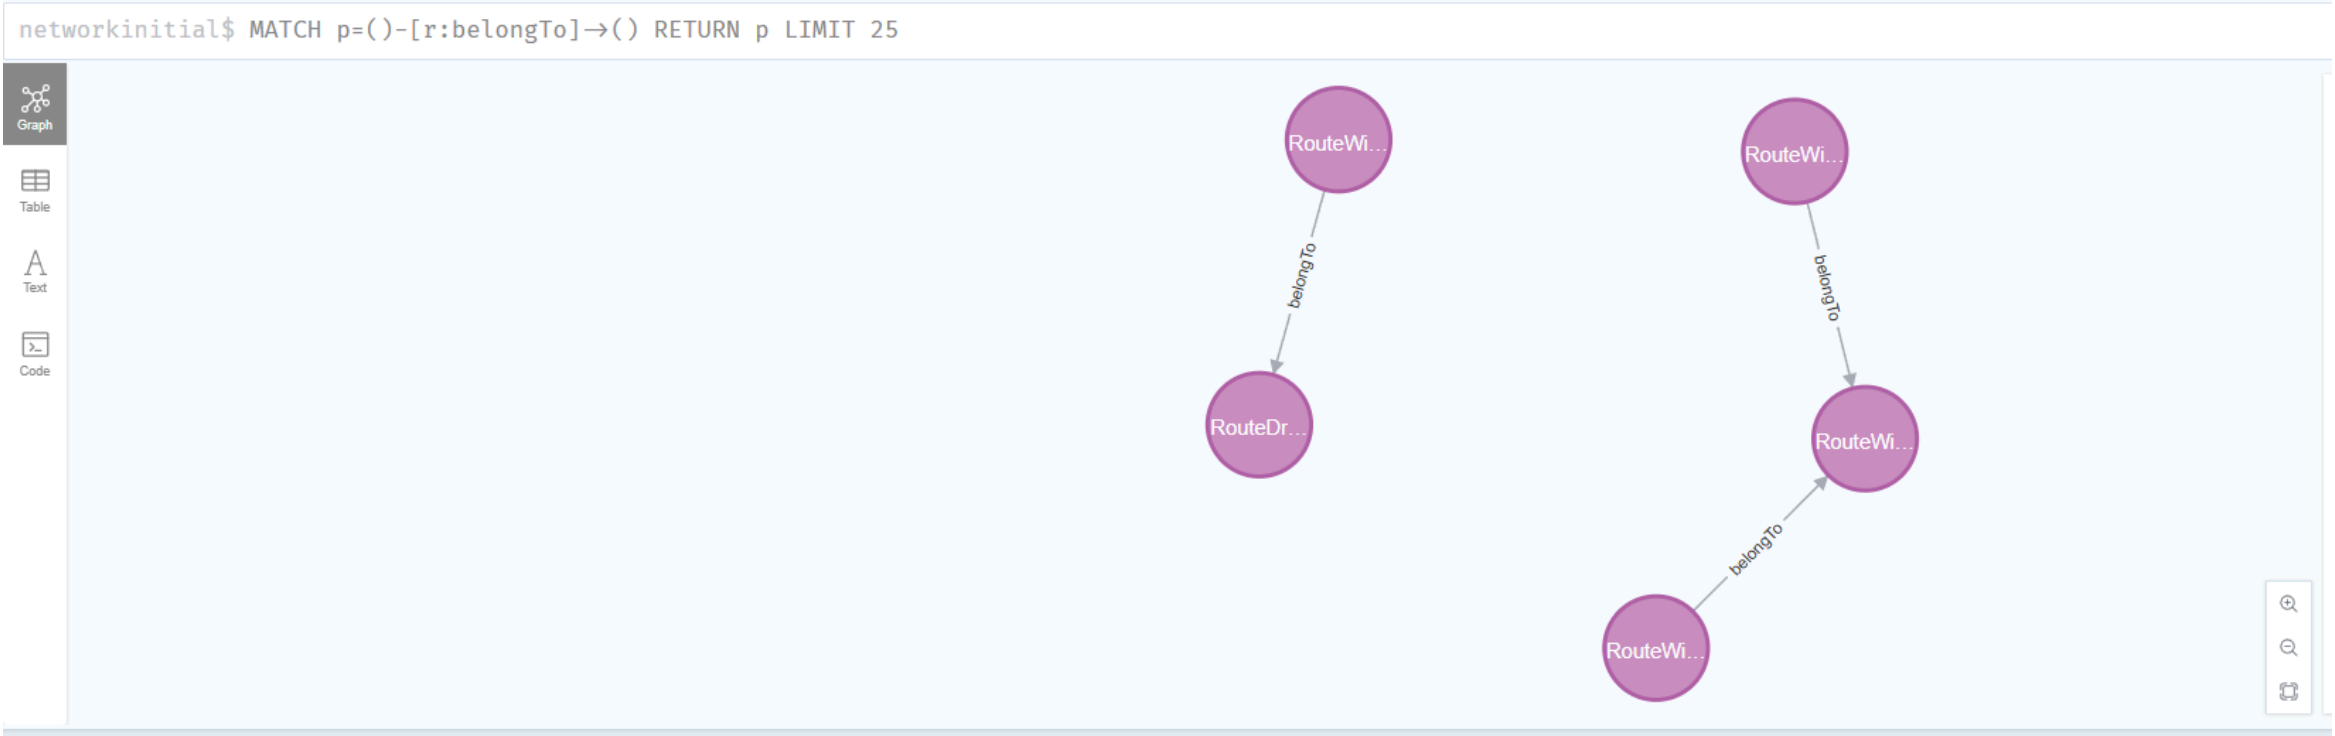 networkinitial$ MATCH p=()-[r:belongTo]→() RETURN p LIMIT 25
Graph
Table
Text
Code
RouteWi...
RouteWi...
belongTo
belongTo
RouteDr...
RouteWi...
belongTo
RouteWi...